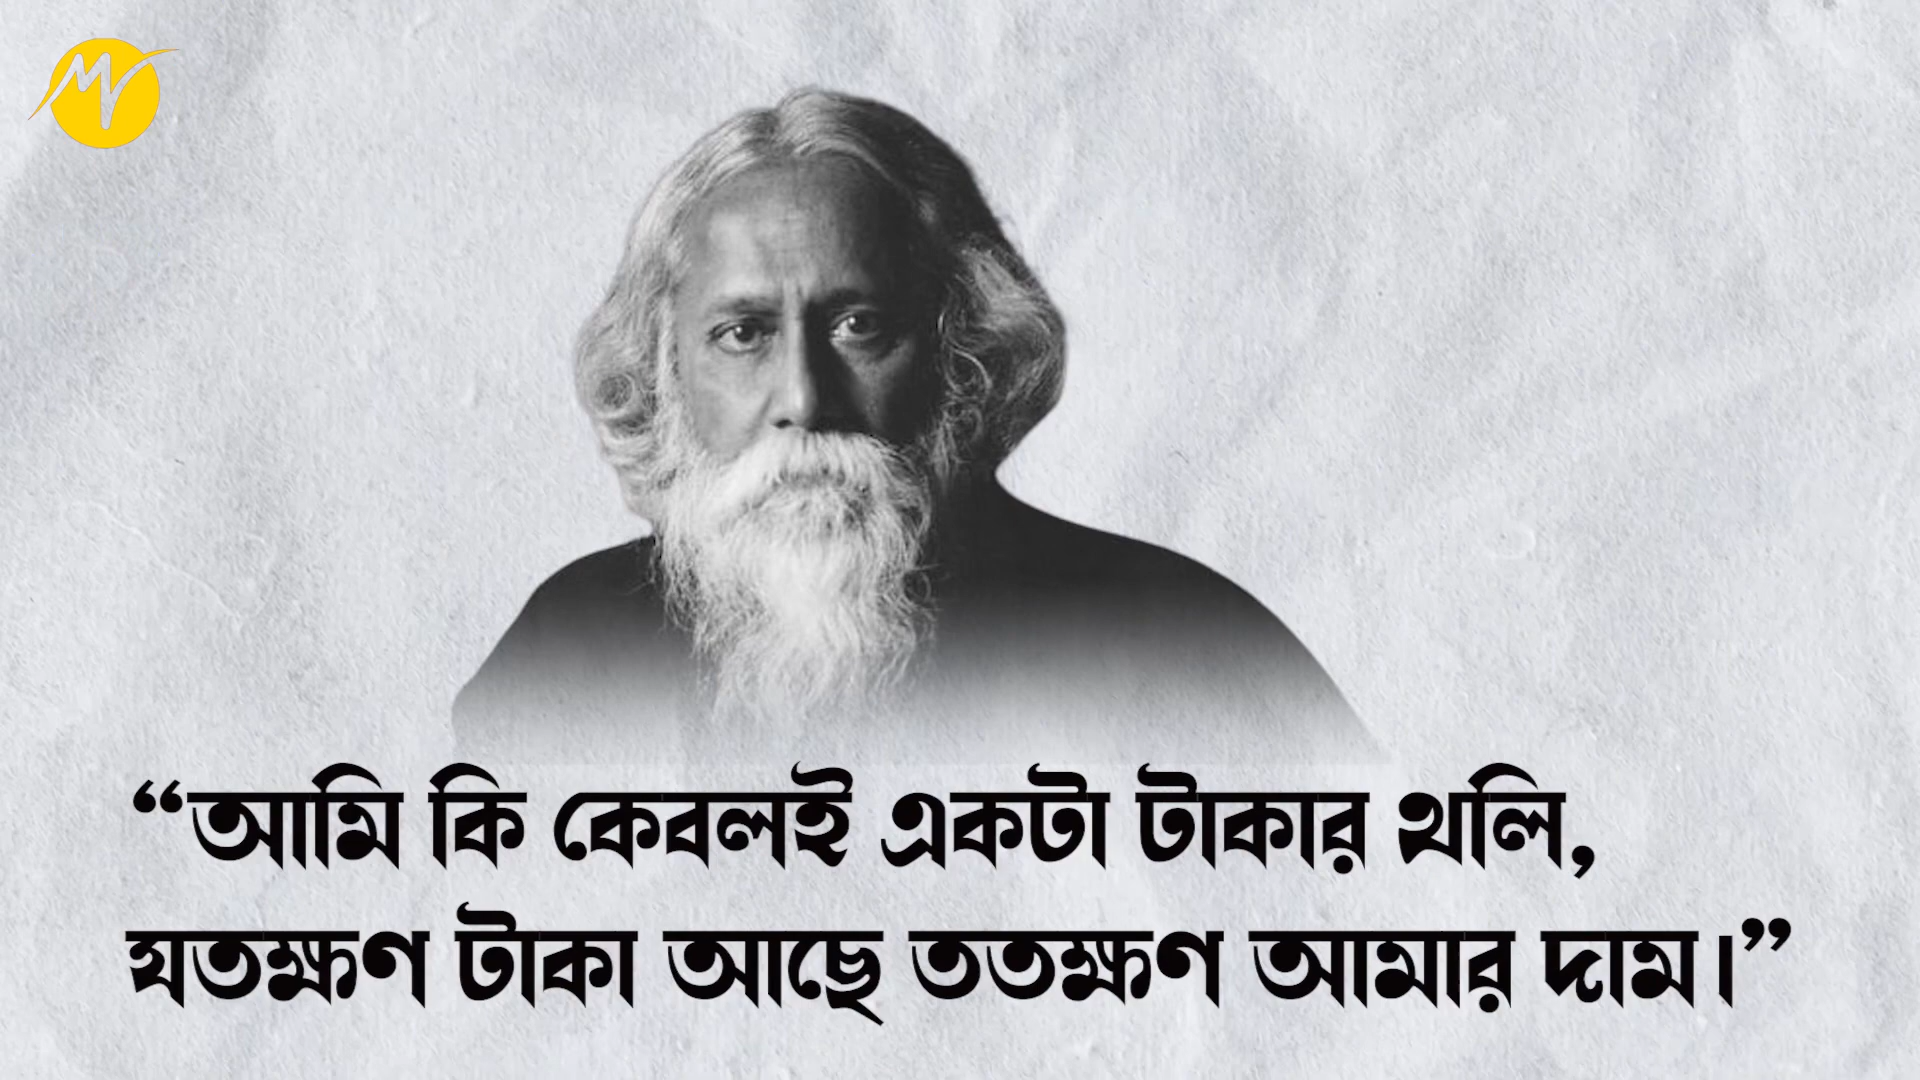 “আমি কি কেবলই একটা টাকার থলি,
যতক্ষণ টাকা আছে ততক্ষণ আমার দাম।”